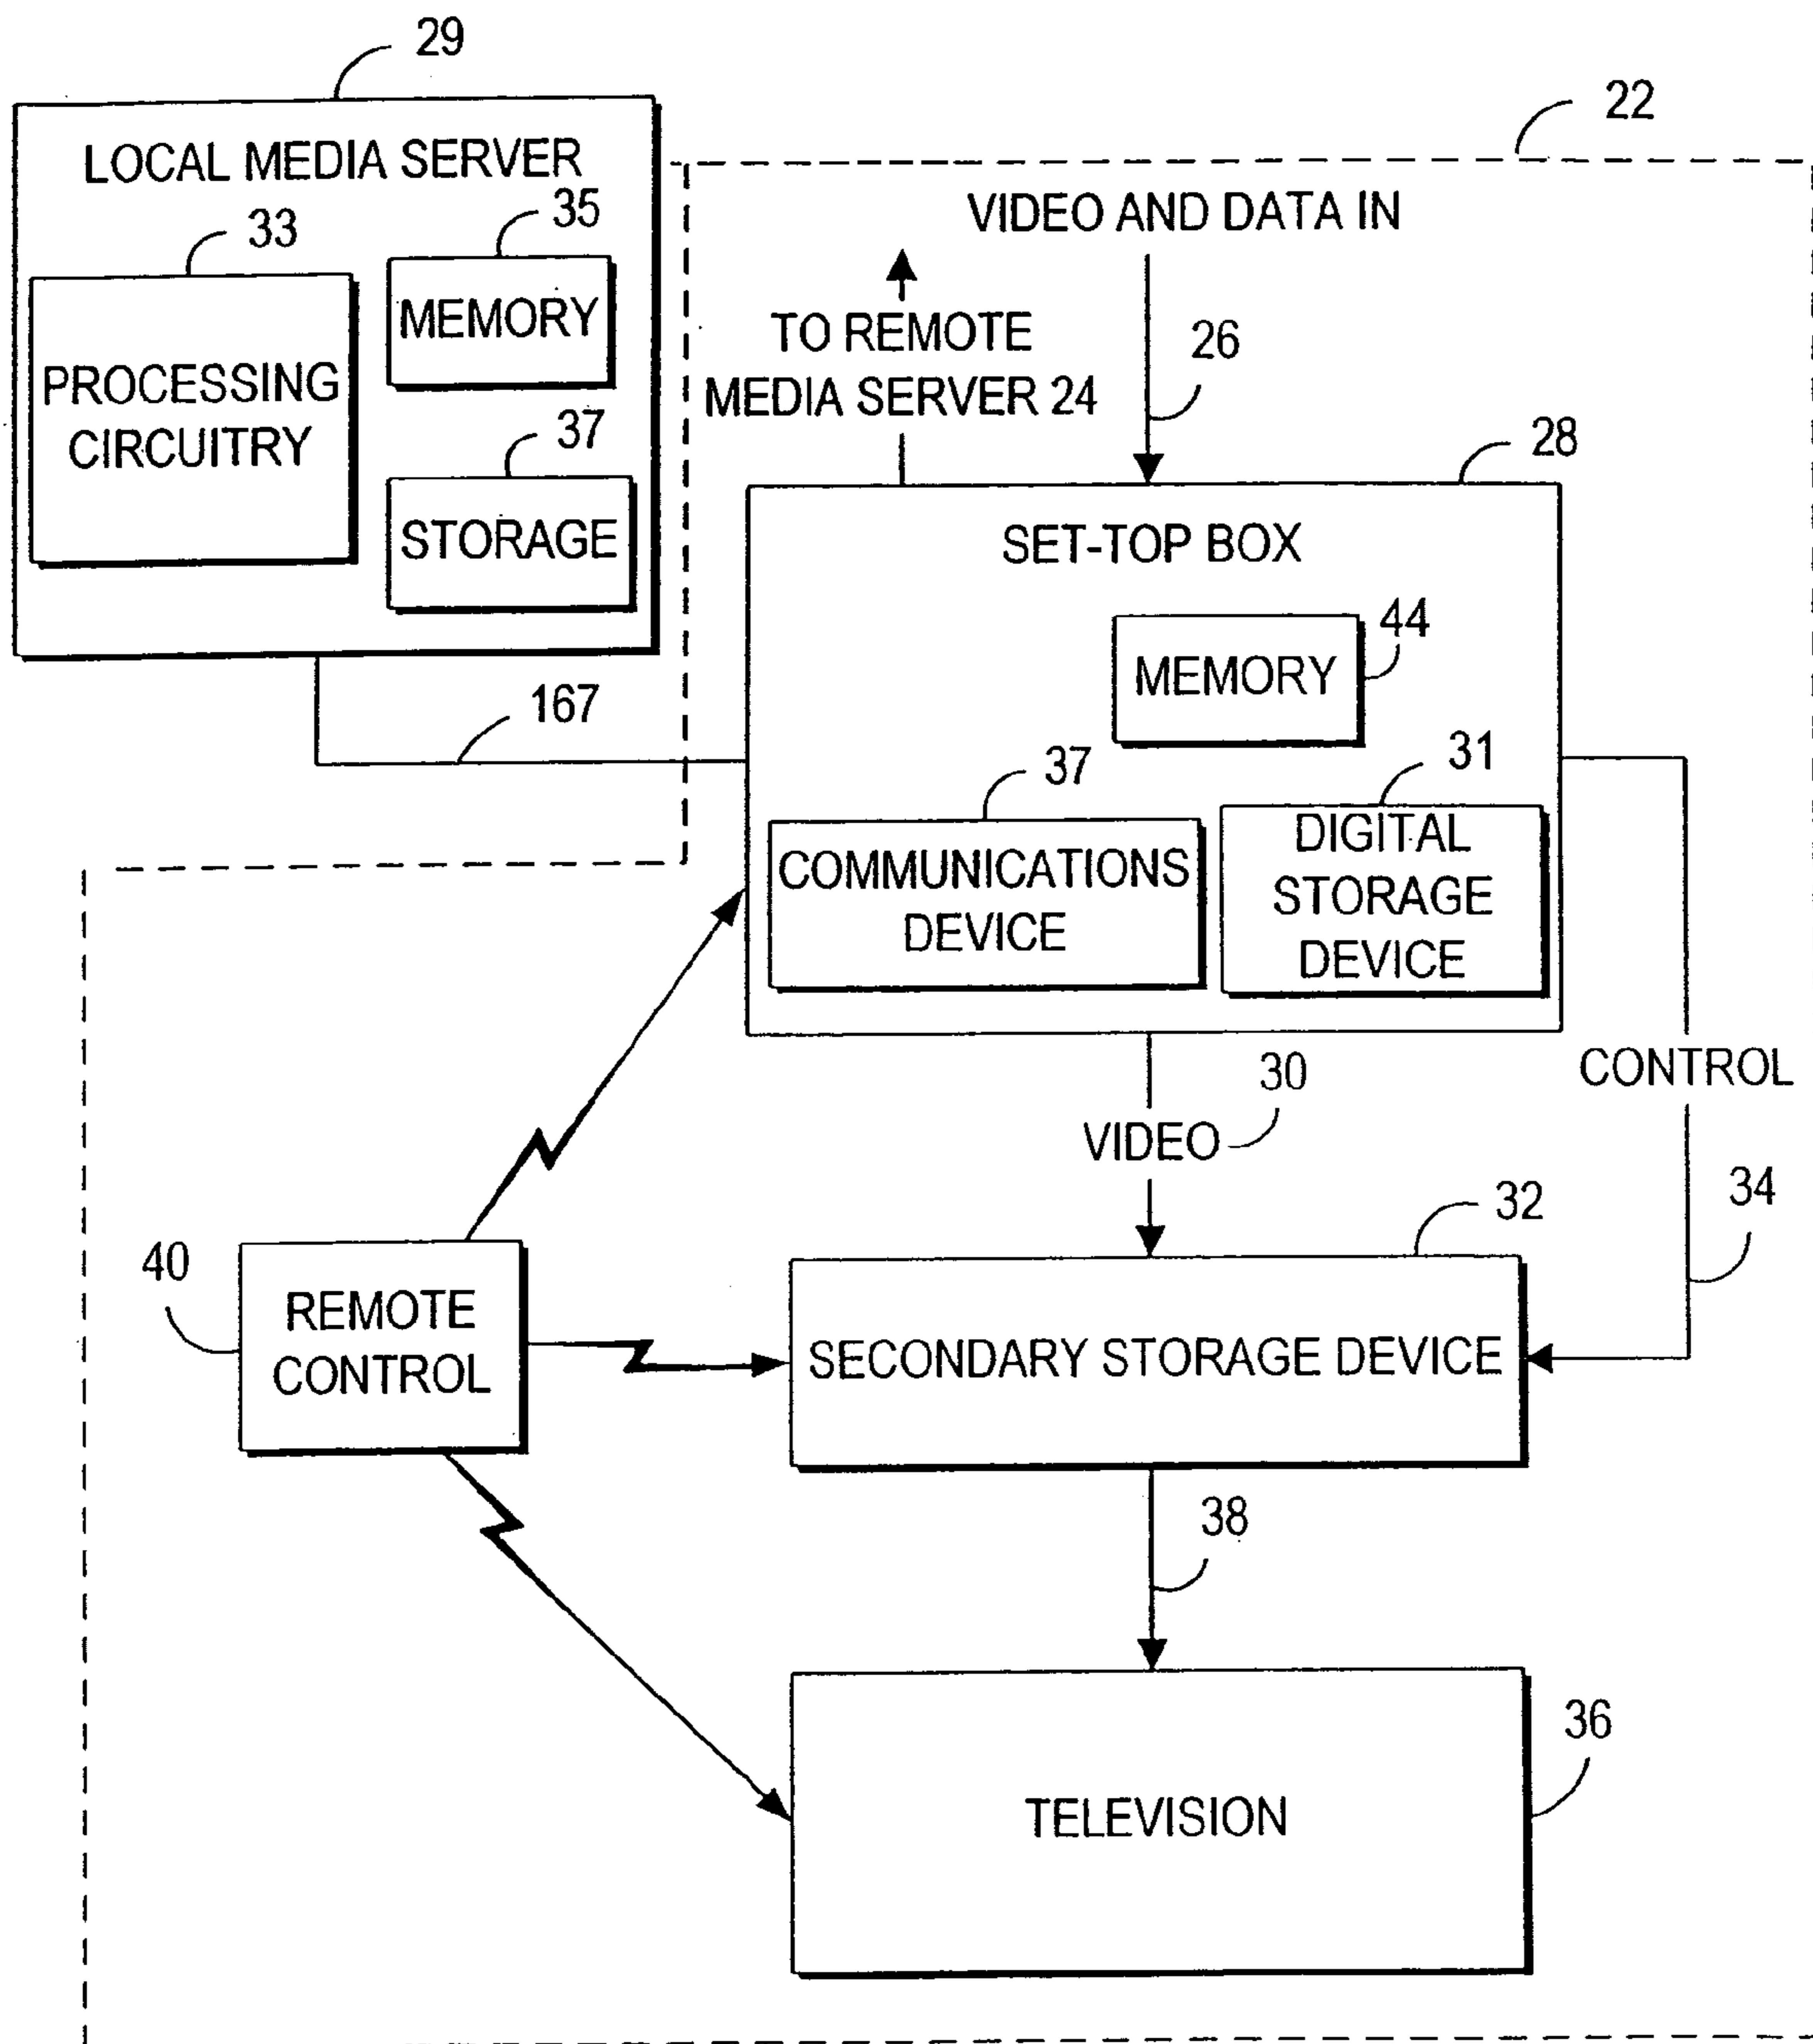 29
22
LOCAL MEDIA SERVER
33
35
PROCESSING
CIRCUITRY
MEMORY
37
STORAGE
VIDEO AND DATA IN
TO REMOTE
MEDIA SERVER 24
26
28
SET-TOP BOX
44
MEMORY
167
37
31
COMMUNICATIONS
DEVICE
DIGITAL
STORAGE
DEVICE
30
VIDEO
CONTROL
34
32
40
REMOTE
CONTROL
SECONDARY STORAGE DEVICE
38
36
TELEVISION